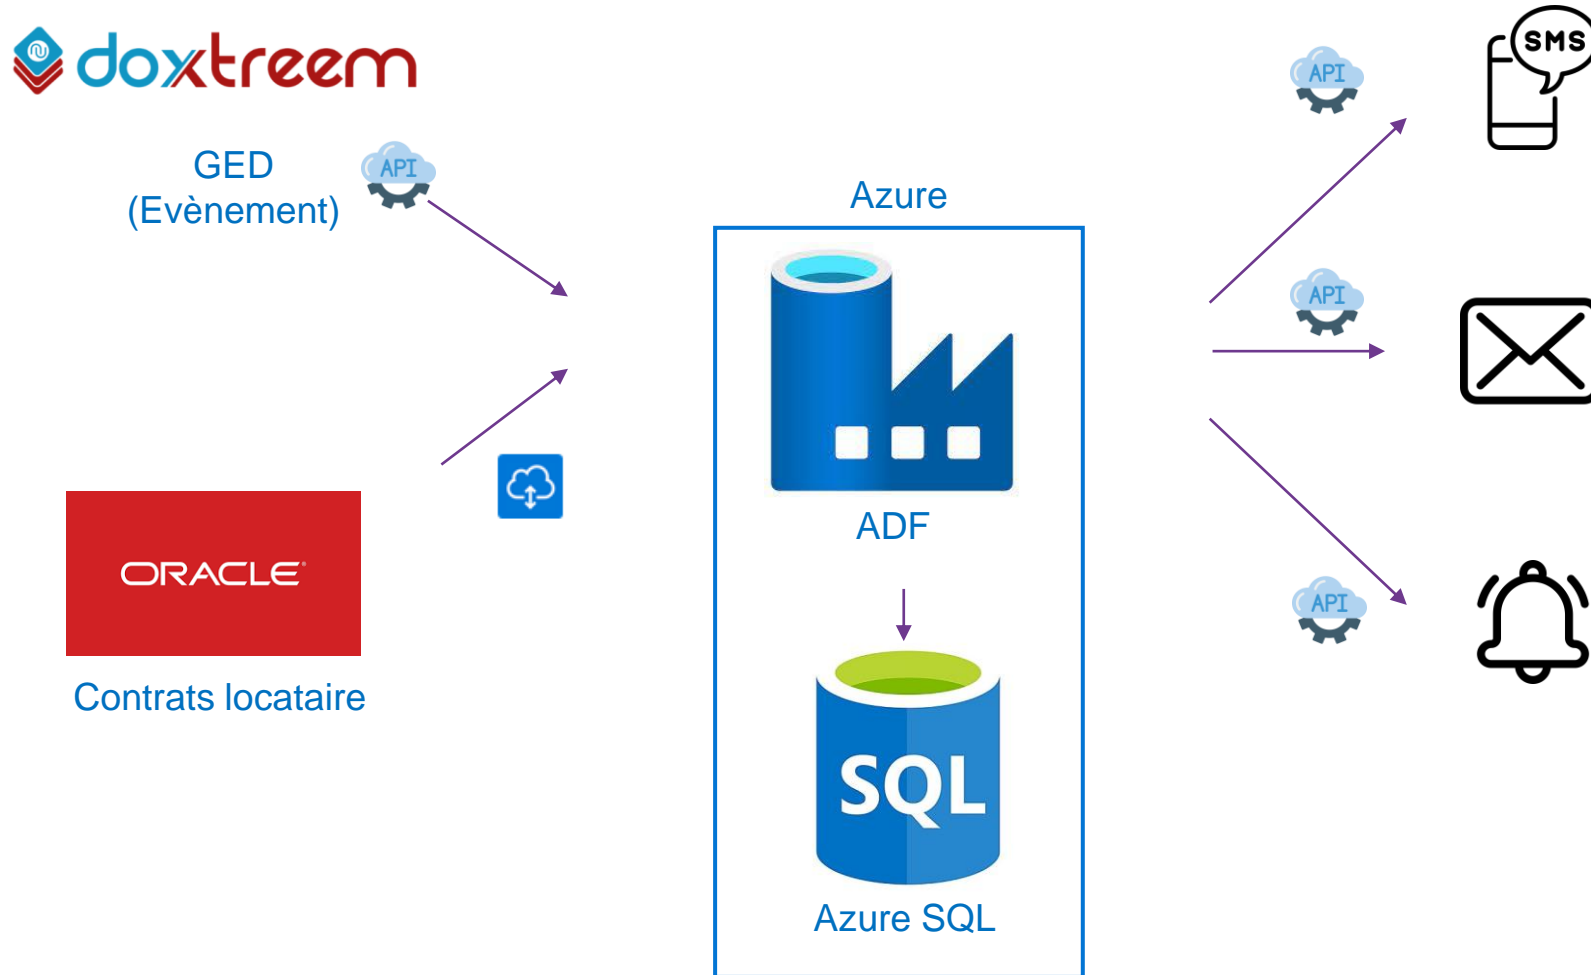 doxtreem
GED
(Evènement)
API
ORACLE
Contrats locataire
Azure
ADF
SQL
Azure SQL
API
SMS
API
API